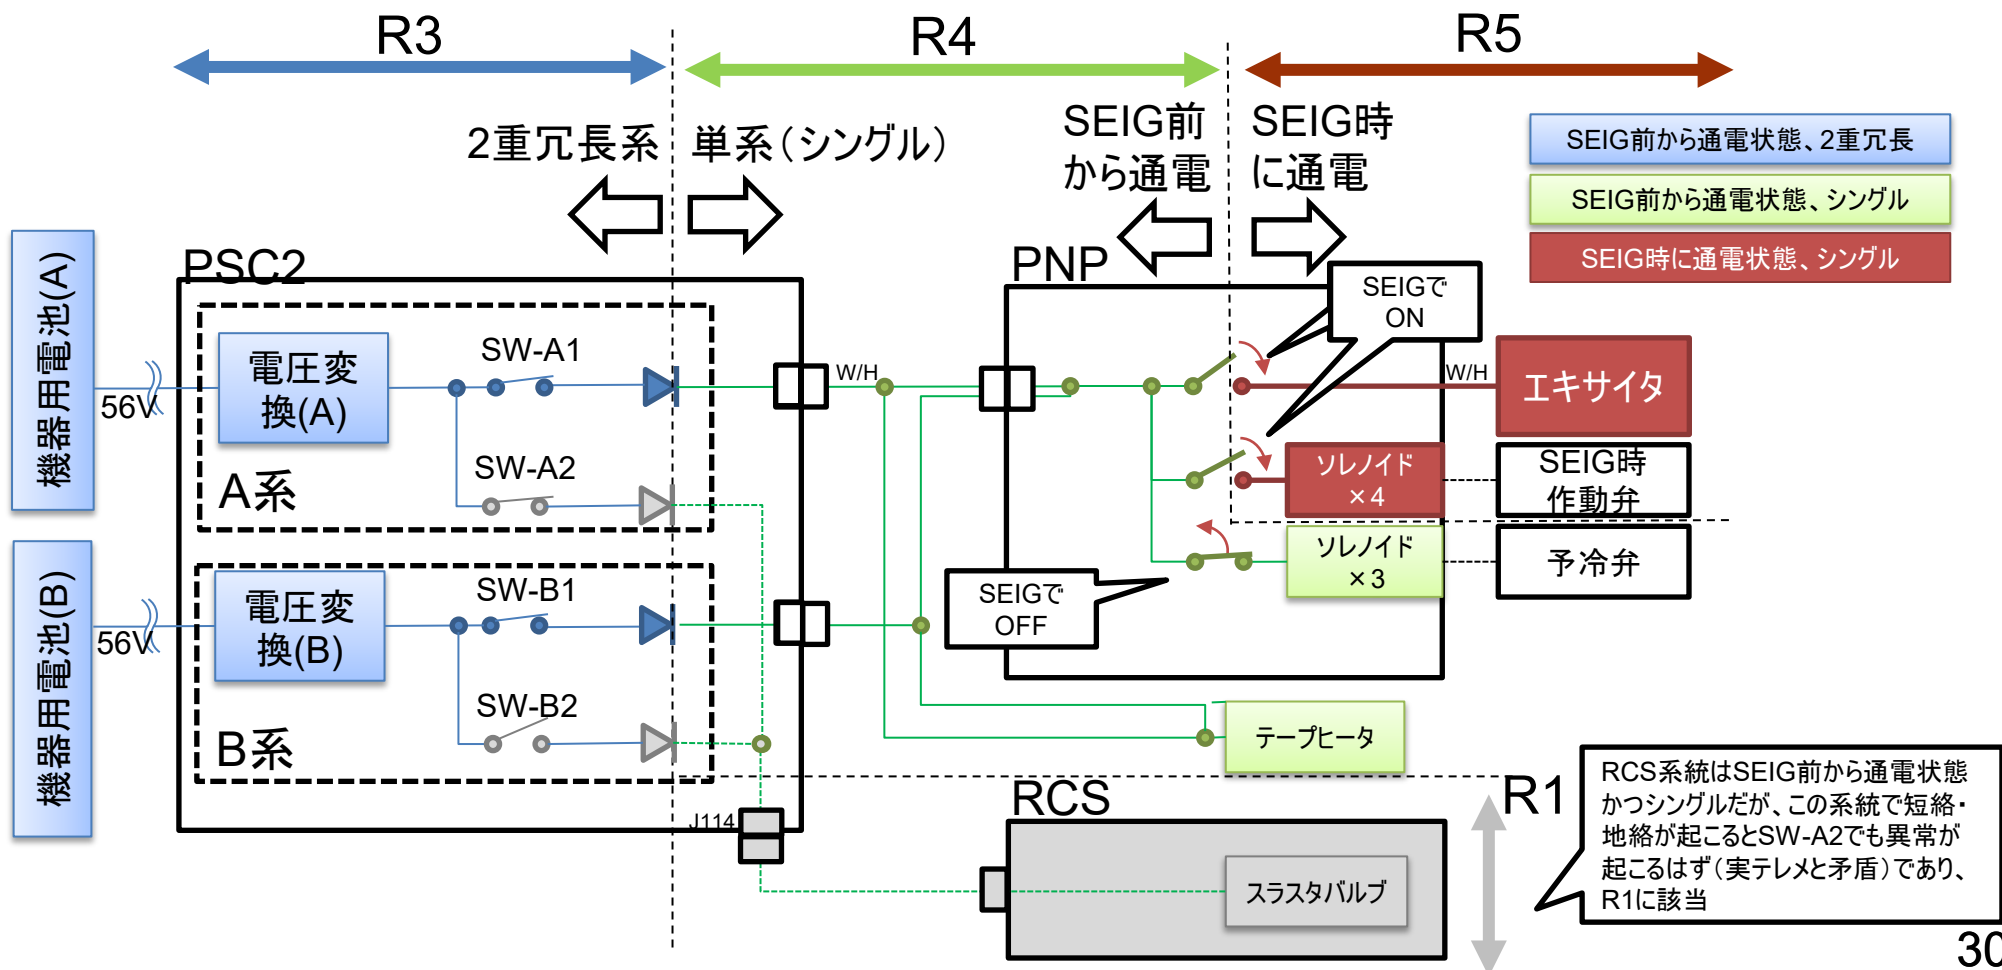 R3
R4
R5
2重冗長系
単系（シングル）
SEIG前
から通電
SEIG時
に通電
SEIG前から通電状態、2重冗長
SEIG前から通電状態、シングル
SEIG時に通電状態、シングル
機器用電池(A)
56V
PSC2
電圧変
換(A)
SW-A1
SW-A2
A系
W/H
PNP
SEIGで
ON
W/H
エキサイタ
ソレノイド
×4
SEIG時
作動弁
ソレノイド
×3
予冷弁
SEIGで
OFF
機器用電池(B)
56V
電圧変
換(B)
SW-B1
SW-B2
B系
J114
テープヒータ
RCS
スラスタバルブ
R1
RCS系統はSEIG前から通電状態
かつシングルだが、この系統で短絡・
地絡が起こるとSW-A2でも異常が
起こるはず（実テレメと矛盾）であり、
R1に該当
30